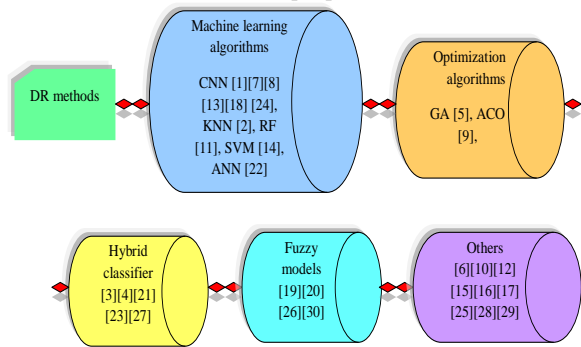 DR methods
Machine learning
algorithms
CNN [1][7][8]
[13][18] [24],
KNN [2], RF
[11], SVM [14],
ANN [22]
Optimization
algorithms
GA [5], ACO
[9],
Hybrid
classifier
[3][4][21]
[23][27]
Fuzzy
models
[19][20]
[26][30]
Others
[6][10][12]
[15][16][17]
[25][28][29]